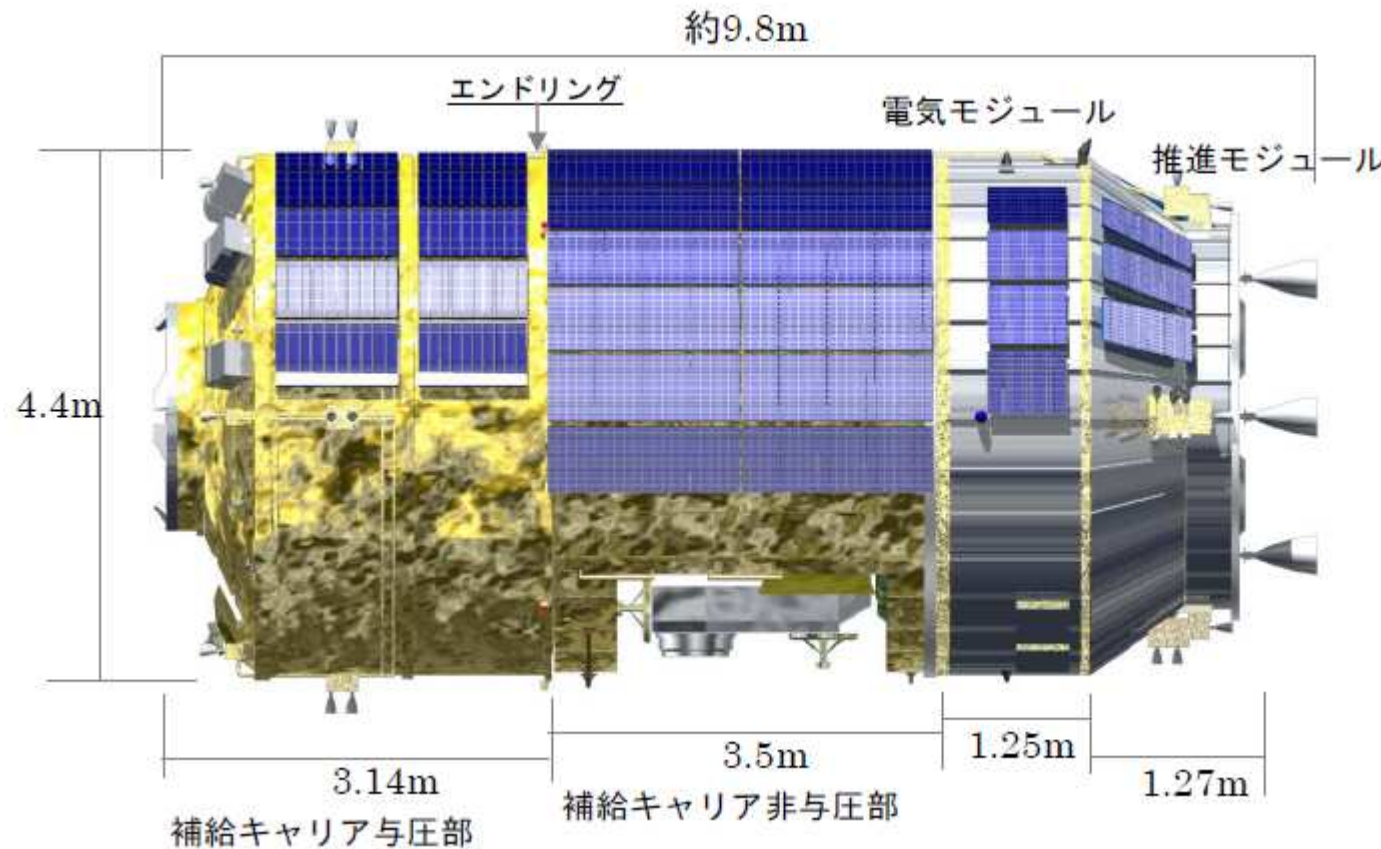 約9.8m
エンドリング
電気モジュール
推進モジュール
4.4m
3.14m
3.5m
1.25m
1.27m
補給キャリア与圧部
補給キャリア非与圧部